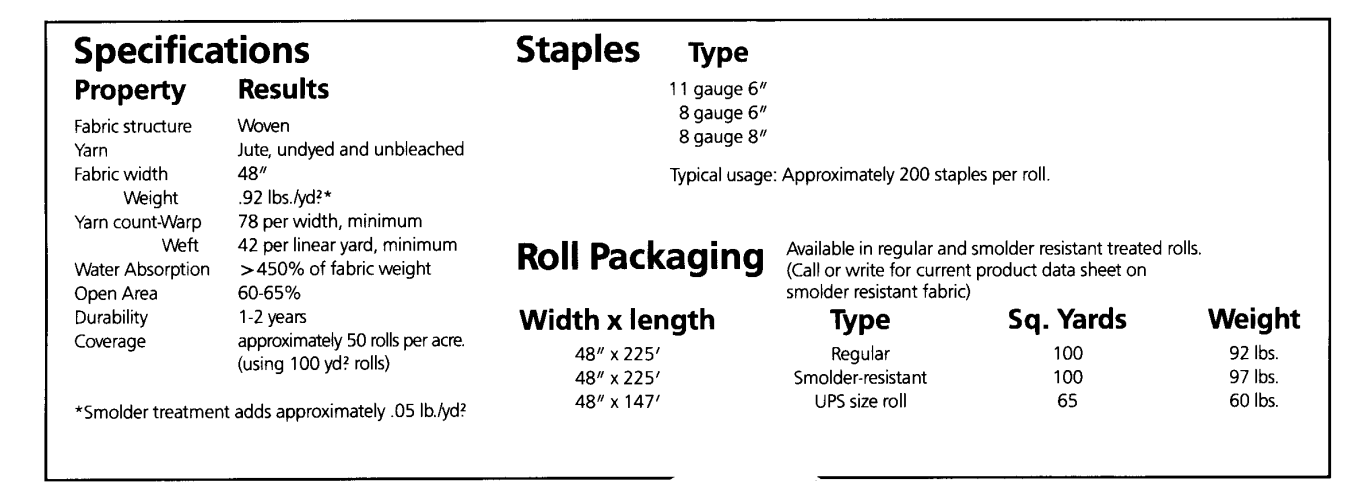 Specifications
Property Results
Fabric structure Woven
Yarn Jute, undyed and unbleached
Fabric width 48″
Weight .92 lbs./yd²*
Yarn count-Warp 78 per width, minimum
Weft 42 per linear yard, minimum
Water Absorption >450% of fabric weight
Open Area 60-65%
Durability 1-2 years
Coverage approximately 50 rolls per acre.
(using 100 yd² rolls)
*Smolder treatment adds approximately .05 lb./yd²
Staples Type
11 gauge 6″
8 gauge 6″
8 gauge 8″
Typical usage: Approximately 200 staples per roll.
Roll Packaging Available in regular and smolder resistant treated rolls.
(Call or write for current product data sheet on
smolder resistant fabric)
Width x length Type Sq. Yards Weight
48″ x 225′ Regular 100 92 lbs.
48″ x 225′ Smolder-resistant 100 97 lbs.
48″ x 147′ UPS size roll 65 60 lbs.